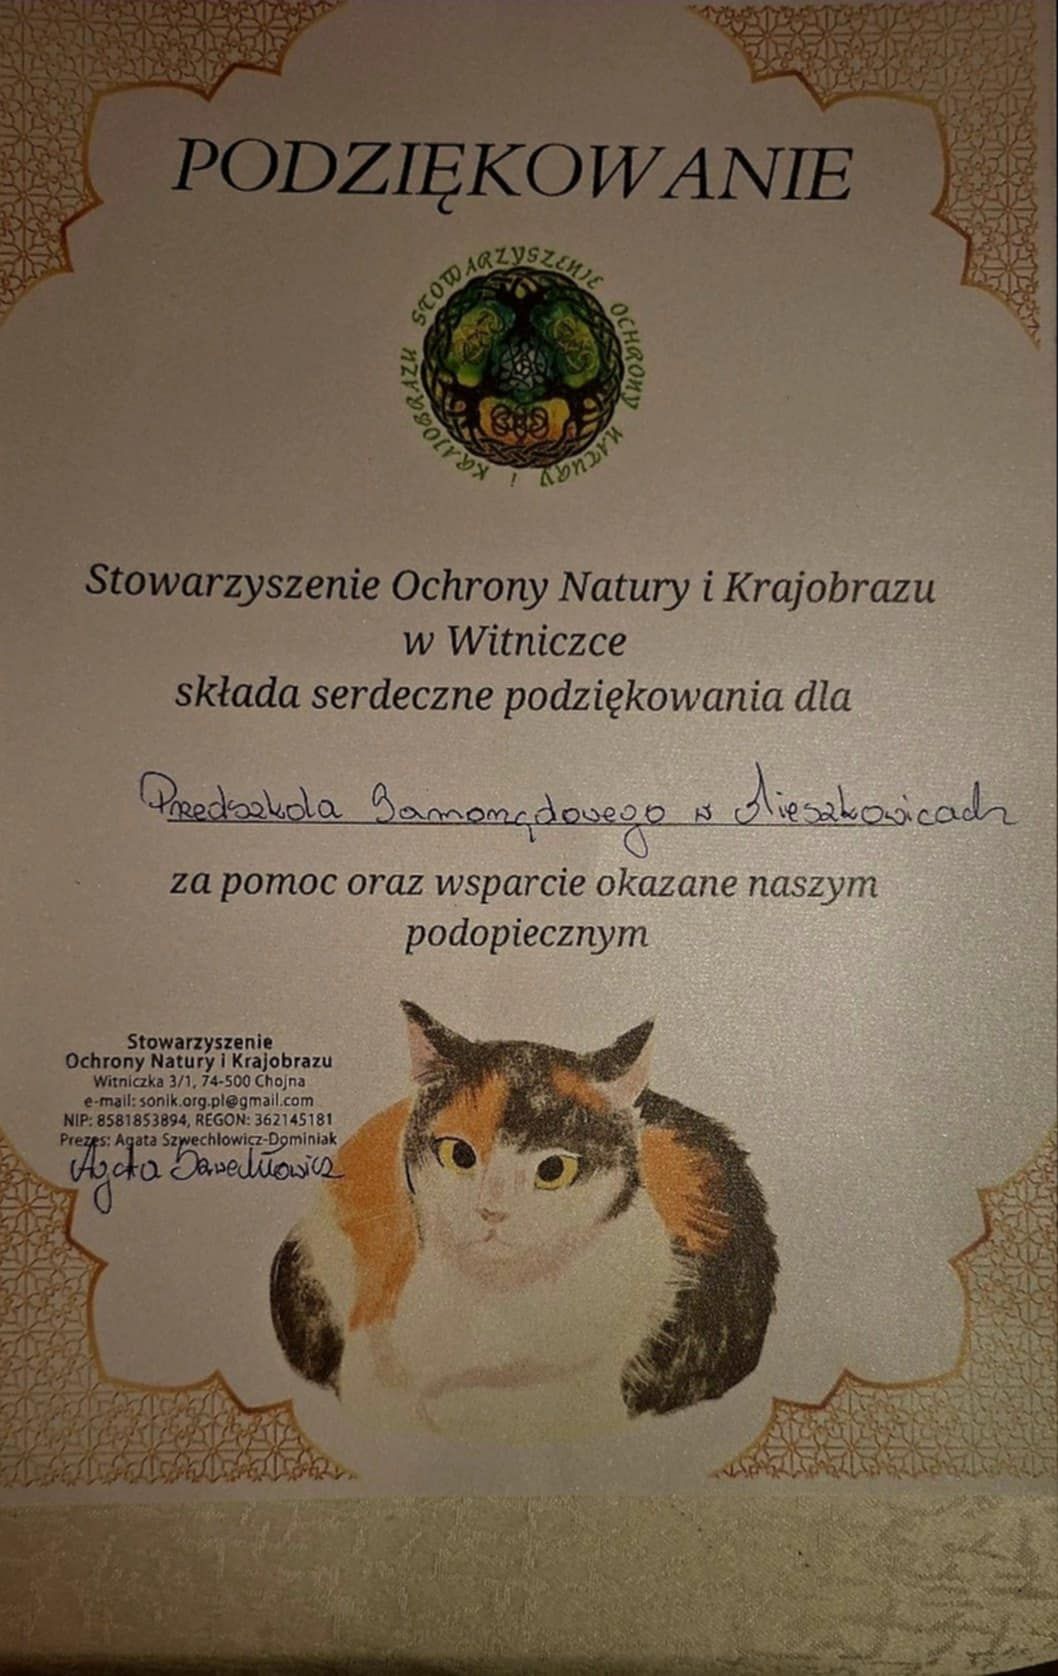 PODZIĘKOWANIE
STOWARZYSZENIE OCHRONY NATURY I KRAJOBRAZU
Stowarzyszenie Ochrony Natury i Krajobrazu
w Witniczce
składa serdeczne podziękowania dla
Przedszkola Samorządowego w Mieszkowicach
za pomoc oraz wsparcie okazane naszym
podopiecznym
Stowarzyszenie
Ochrony Natury i Krajobrazu
Witniczka 3/1, 74-500 Chojna
e-mail: sonik.org.pl@gmail.com
NIP: 8581853894, REGON: 362145181
Prezes: Agata Szwechłowicz-Dominiak
Agata Szwechłowicz